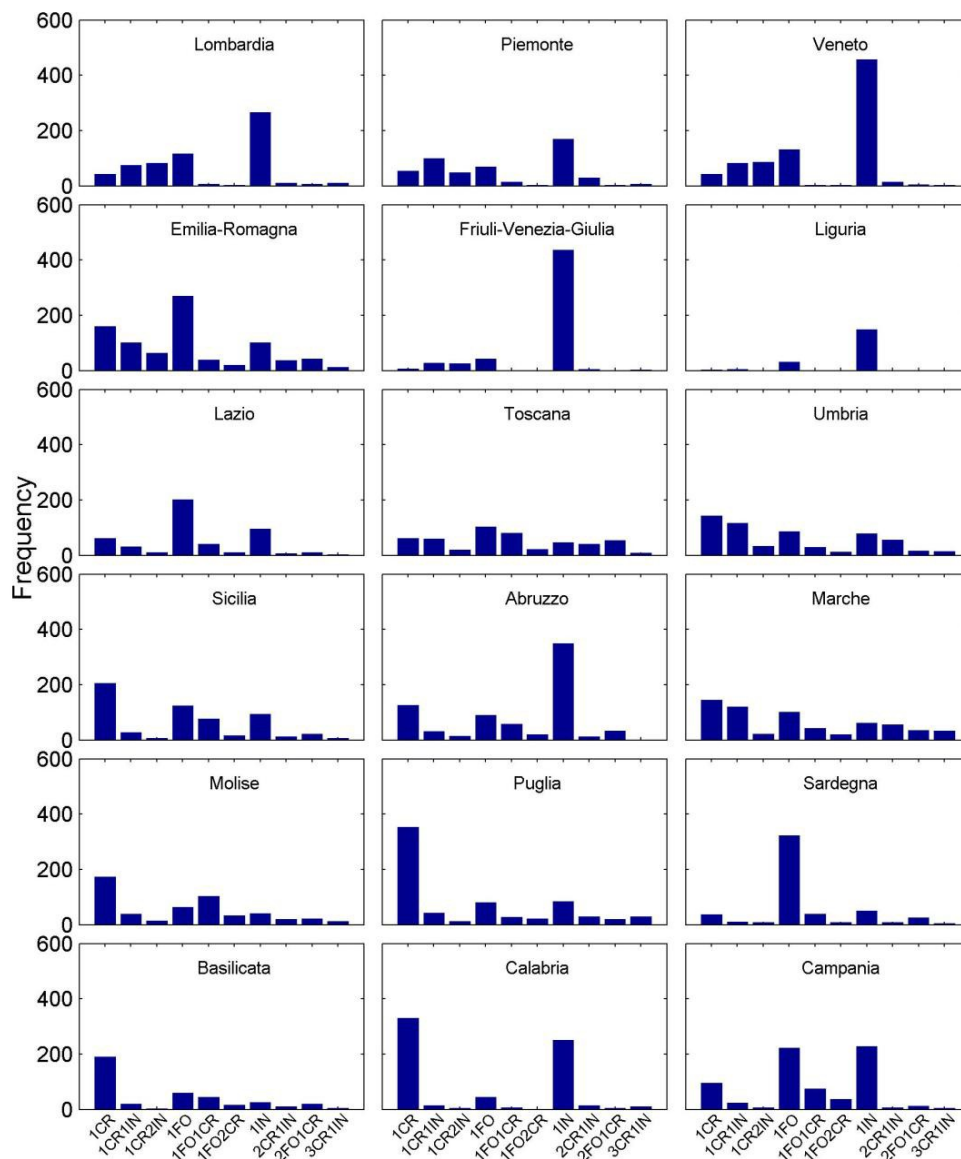 600
400
200
0
Lombardia
Piemonte
Veneto
600
400
200
0
Emilia-Romagna
Friuli-Venezia-Giulia
Liguria
600
400
200
0
Lazio
Toscana
Umbria
Frequency
600
400
200
0
Sicilia
Abruzzo
Marche
600
400
200
0
Molise
Puglia
Sardegna
600
400
200
0
Basilicata
Calabria
Campania
1CR 1CR1IN 1CR2IN 1FO 1FO1CR 1FO2CR 1IN 2CR1IN 2FO1CR 3CR1IN
1CR 1CR1IN 1CR2IN 1FO 1FO1CR 1FO2CR 1IN 2CR1IN 2FO1CR 3CR1IN
1CR 1CR1IN 1CR2IN 1FO 1FO1CR 1FO2CR 1IN 2CR1IN 2FO1CR 3CR1IN